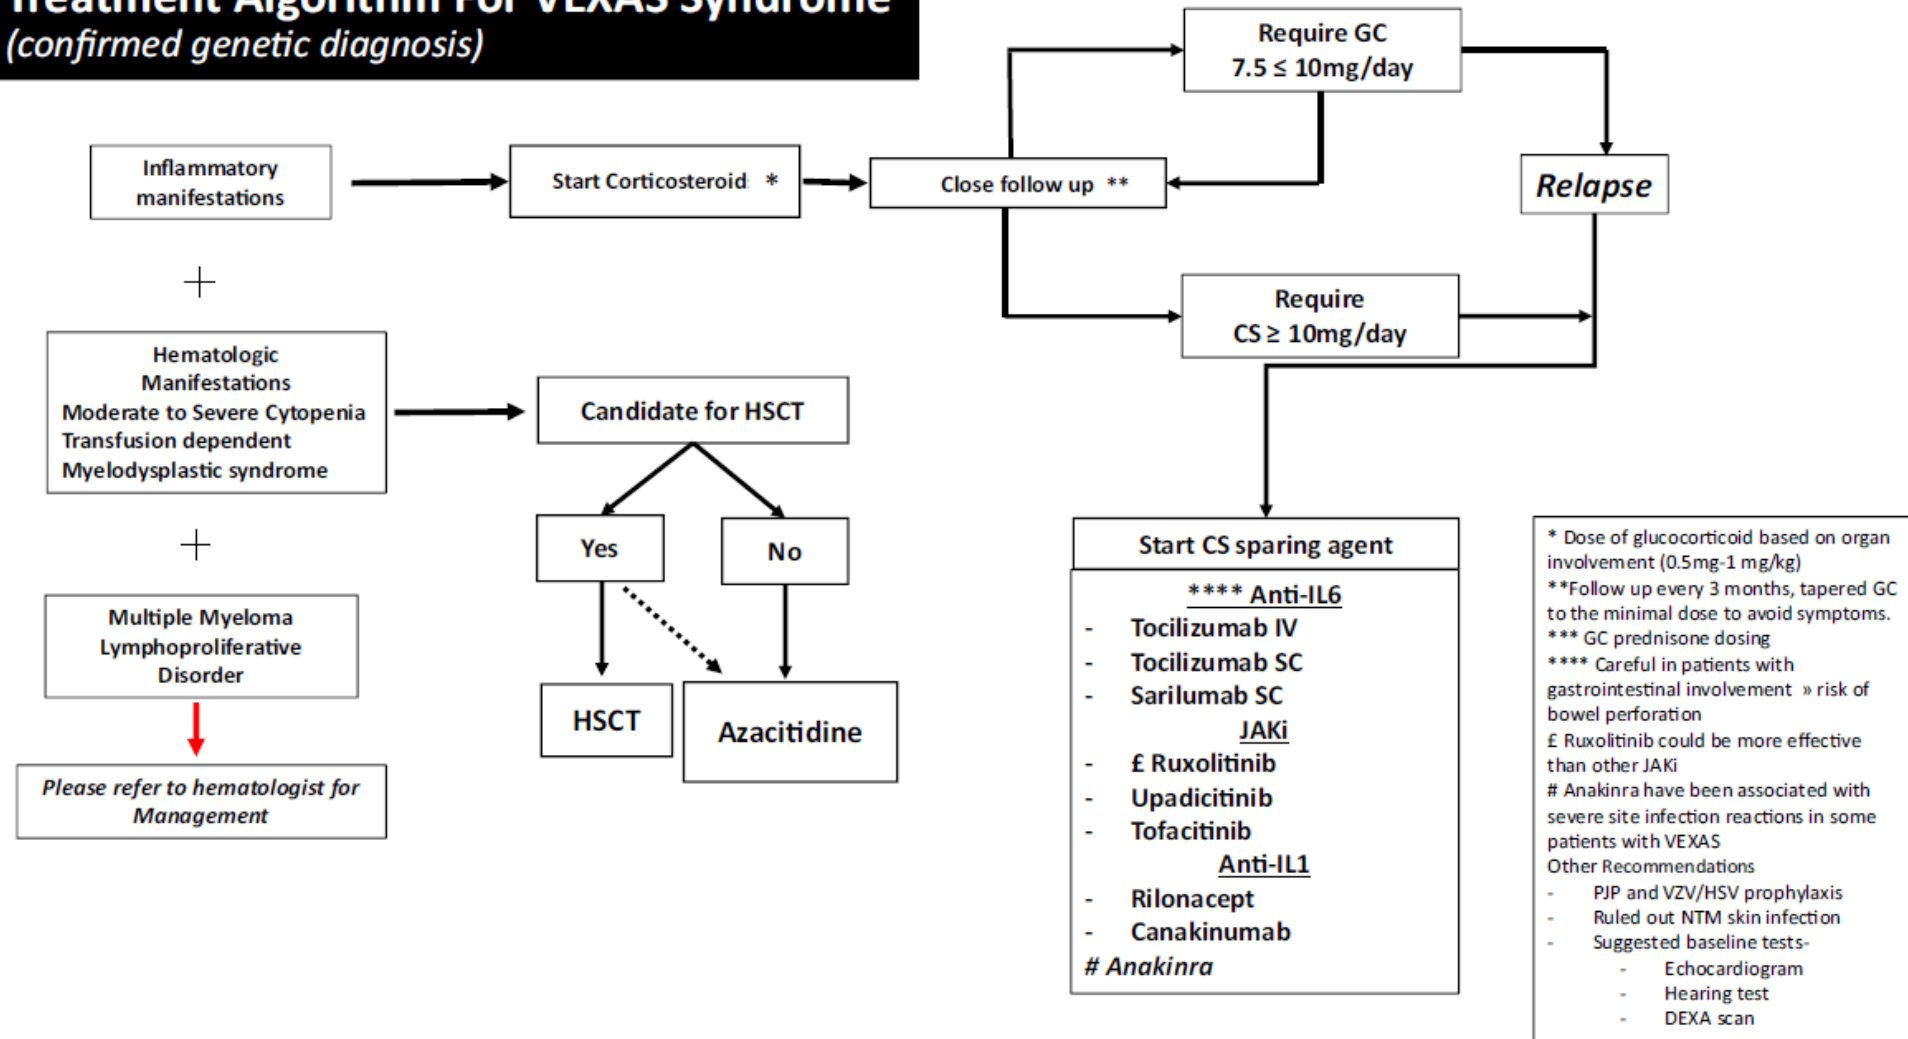 Treatment Algorithm For VEXAS Syndrome
(confirmed genetic diagnosis)
Inflammatory
manifestations
Start Corticosteroid *
Close follow up **
Require GC
7.5 ≤ 10mg/day
Relapse
Require
CS ≥ 10mg/day
+
Hematologic
Manifestations
Moderate to Severe Cytopenia
Transfusion dependent
Myelodysplastic syndrome
Candidate for HSCT
Yes
No
HSCT
Azacitidine
+
Multiple Myeloma
Lymphoproliferative
Disorder
Please refer to hematologist for
Management
Start CS sparing agent
**** Anti-IL6
- Tocilizumab IV
- Tocilizumab SC
- Sarilumab SC
JAKi
- £ Ruxolitinib
- Upadicitinib
- Tofacitinib
Anti-IL1
- Rilonacept
- Canakinumab
# Anakinra
* Dose of glucocorticoid based on organ
involvement (0.5mg-1 mg/kg)
**Follow up every 3 months, tapered GC
to the minimal dose to avoid symptoms.
*** GC prednisone dosing
**** Careful in patients with
gastrointestinal involvement » risk of
bowel perforation
£ Ruxolitinib could be more effective
than other JAKi
# Anakinra have been associated with
severe site infection reactions in some
patients with VEXAS
Other Recommendations
- PJP and VZV/HSV prophylaxis
- Ruled out NTM skin infection
- Suggested baseline tests-
- Echocardiogram
- Hearing test
- DEXA scan